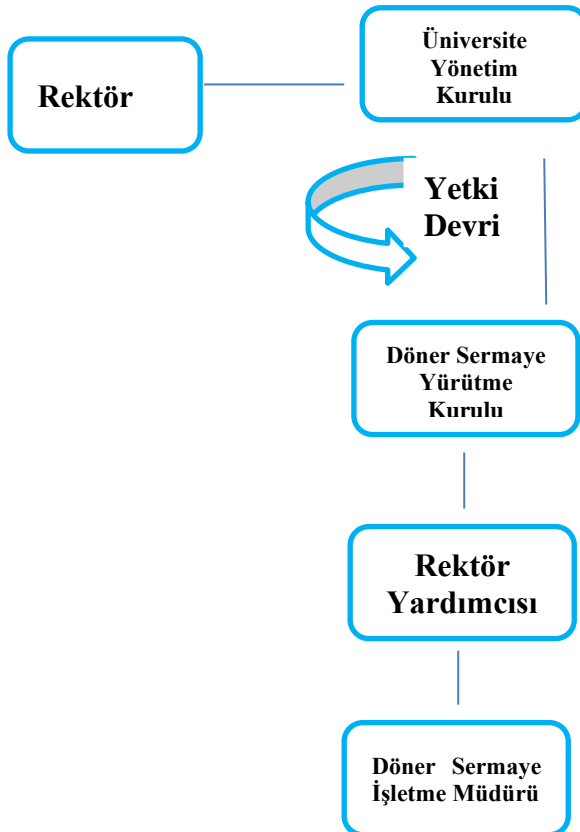 Rektör
Üniversite
Yönetim
Kurulu
Yetki
Devri
Döner Sermaye
Yürütme
Kurulu
Rektör
Yardımcısı
Döner Sermaye
İşletme Müdürü